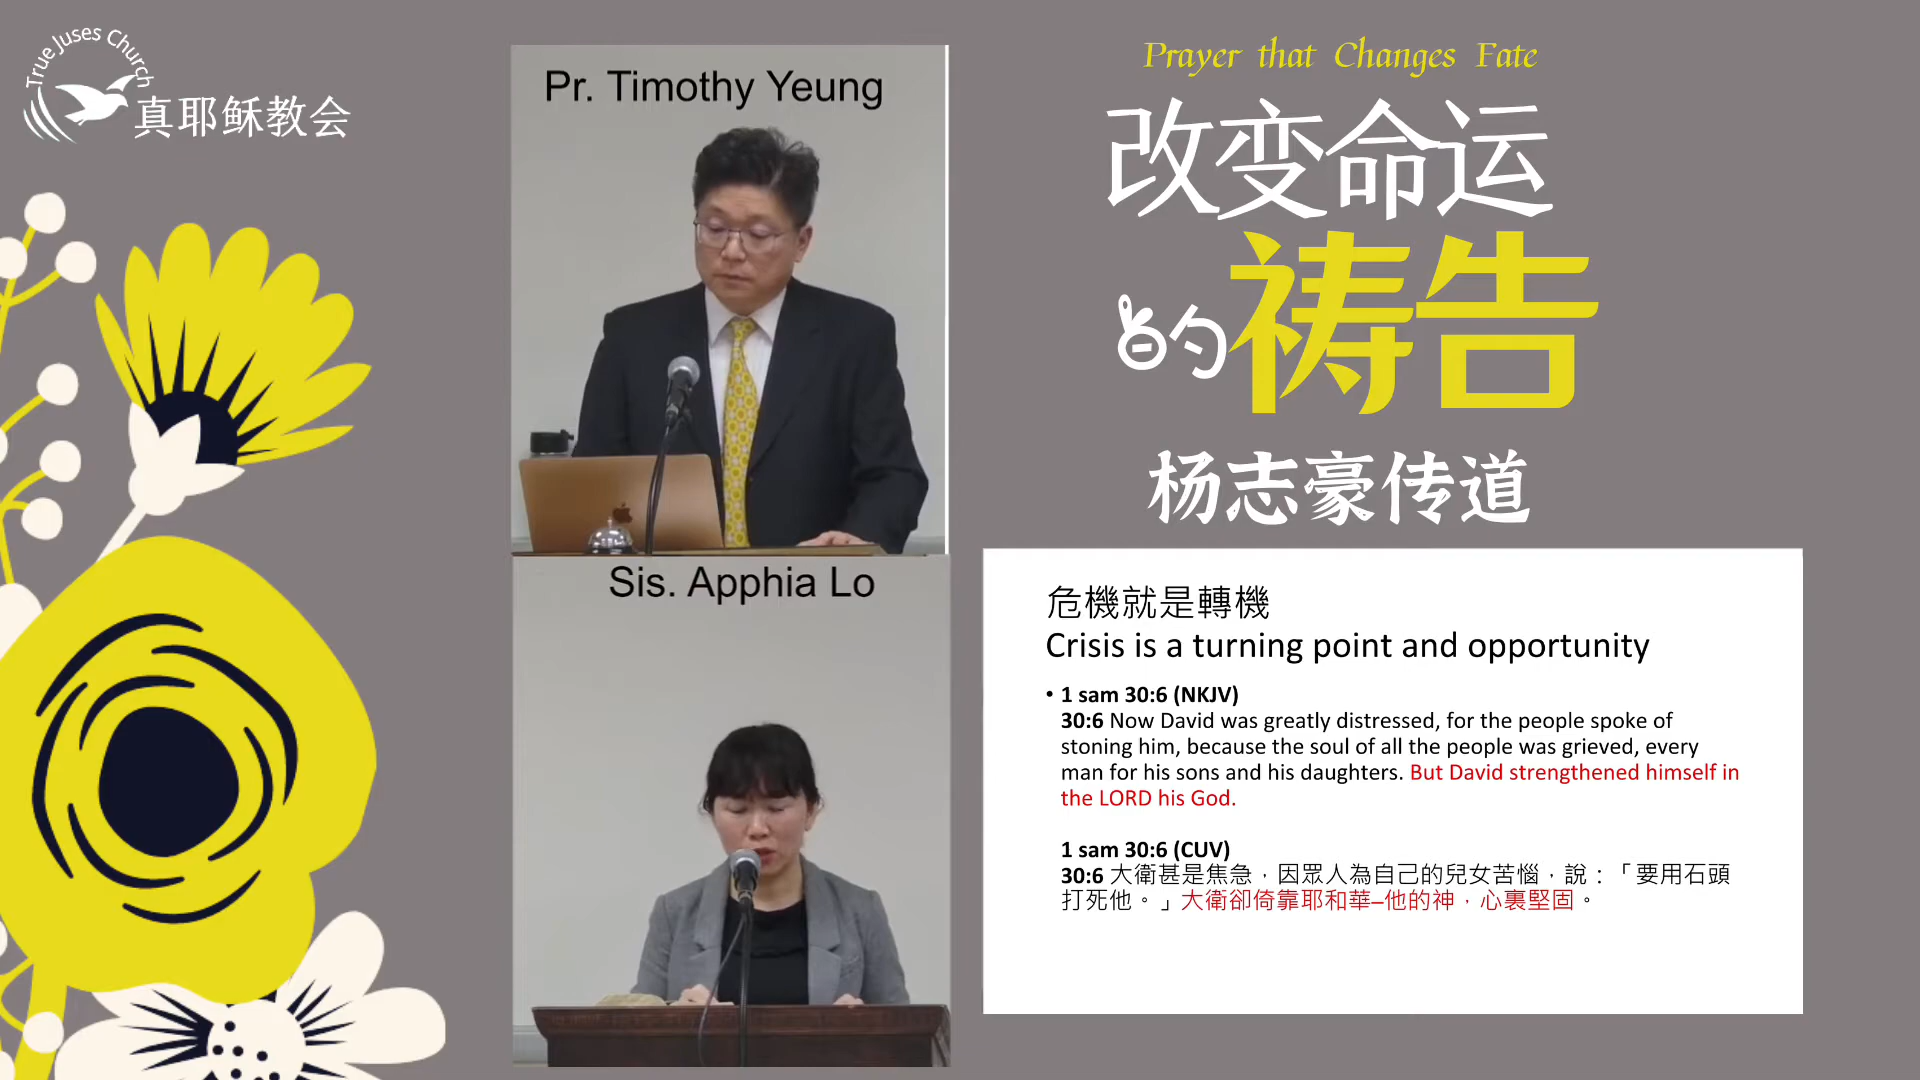 True Juses Church
真耶稣教会
Pr. Timothy Yeung
Sis. Apphia Lo
Prayer that Changes Fate
改变命运
的祷告
杨志豪传道
危機就是轉機
Crisis is a turning point and opportunity
• 1 sam 30:6 (NKJV)
30:6 Now David was greatly distressed, for the people spoke of
stoning him, because the soul of all the people was grieved, every
man for his sons and his daughters. But David strengthened himself in
the LORD his God.
1 sam 30:6 (CUV)
30:6 大衛甚是焦急，因眾人為自己的兒女苦惱，說：「要用石頭
打死他。」大衛卻倚靠耶和華─他的神，心裏堅固。